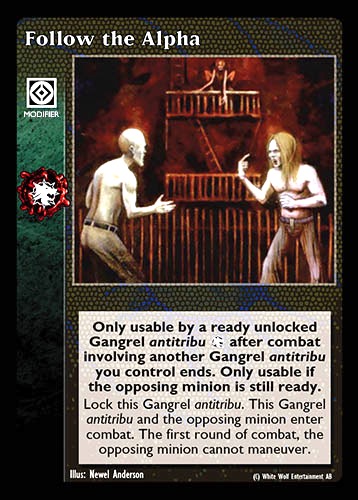 Follow the Alpha
MODIFIER
Only usable by a ready unlocked
Gangrel antitribu after combat
involving another Gangrel antitribu
you control ends. Only usable if
the opposing minion is still ready.
Lock this Gangrel antitribu. This Gangrel
antitribu and the opposing minion enter
combat. The first round of combat, the
opposing minion cannot maneuver.
Illus: Newel Anderson
(C) White Wolf Entertainment AB